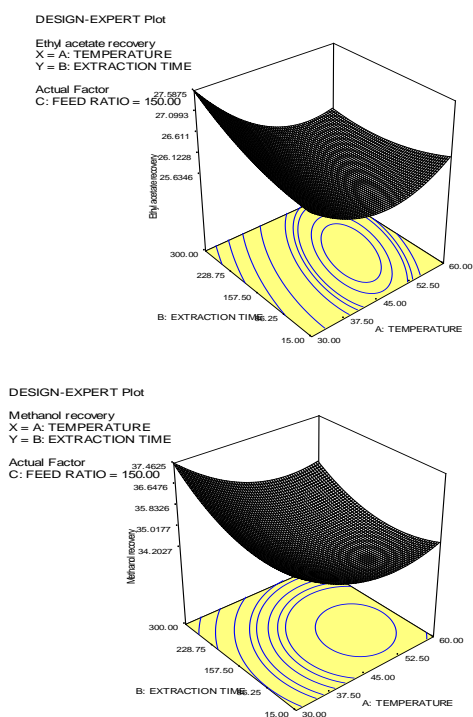 DESIGN-EXPERT Plot
Ethyl acetate recovery
X = A: TEMPERATURE
Y = B: EXTRACTION TIME
Actual Factor
C: FEED RATIO = 150.00
27.5875
27.0993
26.611
26.1228
25.6346
Ethyl acetate recovery
300.00
228.75
157.50
86.25
15.00
B: EXTRACTION TIME
60.00
52.50
45.00
37.50
30.00
A: TEMPERATURE
DESIGN-EXPERT Plot
Methanol recovery
X = A: TEMPERATURE
Y = B: EXTRACTION TIME
Actual Factor
C: FEED RATIO = 150.00
37.4625
36.6476
35.8326
35.0177
34.2027
Methanol recovery
300.00
228.75
157.50
86.25
15.00
B: EXTRACTION TIME
60.00
52.50
45.00
37.50
30.00
A: TEMPERATURE